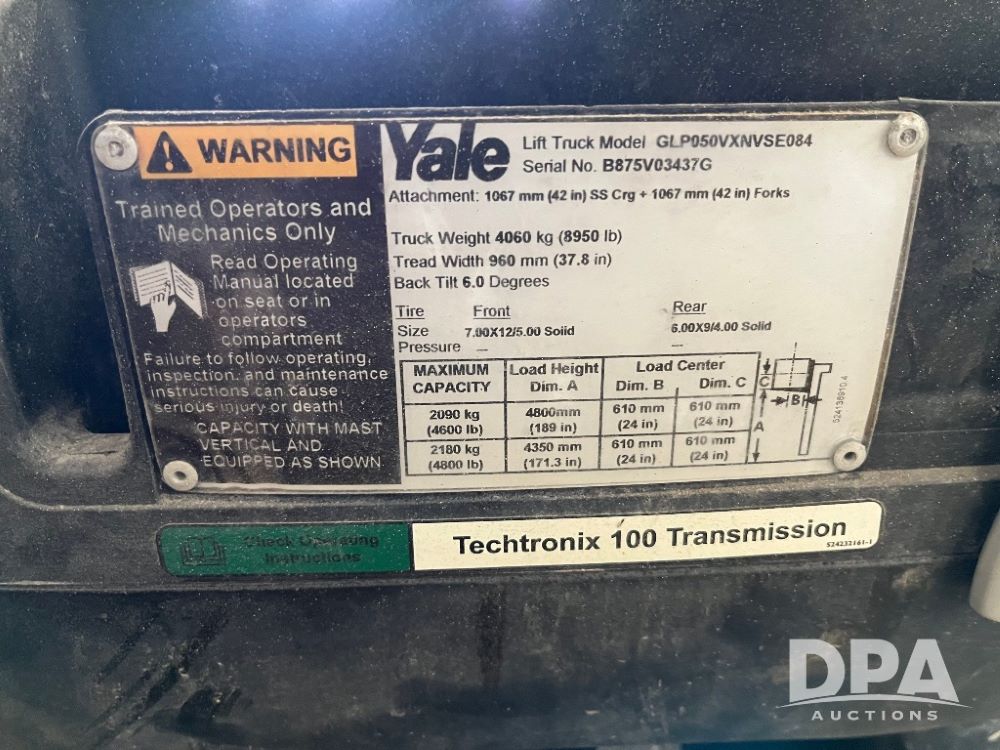 WARNING
Trained Operators and
Mechanics Only
Read Operating
Manual located
on seat or in
operators
compartment
Failure to follow operating,
inspection, and maintenance
instructions can cause
serious injury or death!
CAPACITY WITH MAST
VERTICAL AND
EQUIPPED AS SHOWN
Yale
Lift Truck Model GLP050VXNVSE084
Serial No. B875V03437G
Attachment: 1067 mm (42 in) SS Crg + 1067 mm (42 in) Forks
Truck Weight 4060 kg (8950 lb)
Tread Width 960 mm (37.8 in)
Back Tilt 6.0 Degrees
Tire Front Rear
Size 7.00X12/5.00 Solid 6.00X9/4.00 Solid
Pressure — —
MAXIMUM CAPACITY Load Height Dim. A Load Center Dim. B Dim. C
2090 kg 4800mm 610 mm 610 mm
(4600 lb) (189 in) (24 in) (24 in)
2180 kg 4350 mm 610 mm 610 mm
(4800 lb) (171.3 in) (24 in) (24 in)
C
B
A
524138910.4
Check Operating
Instructions
Techtronix 100 Transmission
524232161-1
DPA
AUCTIONS